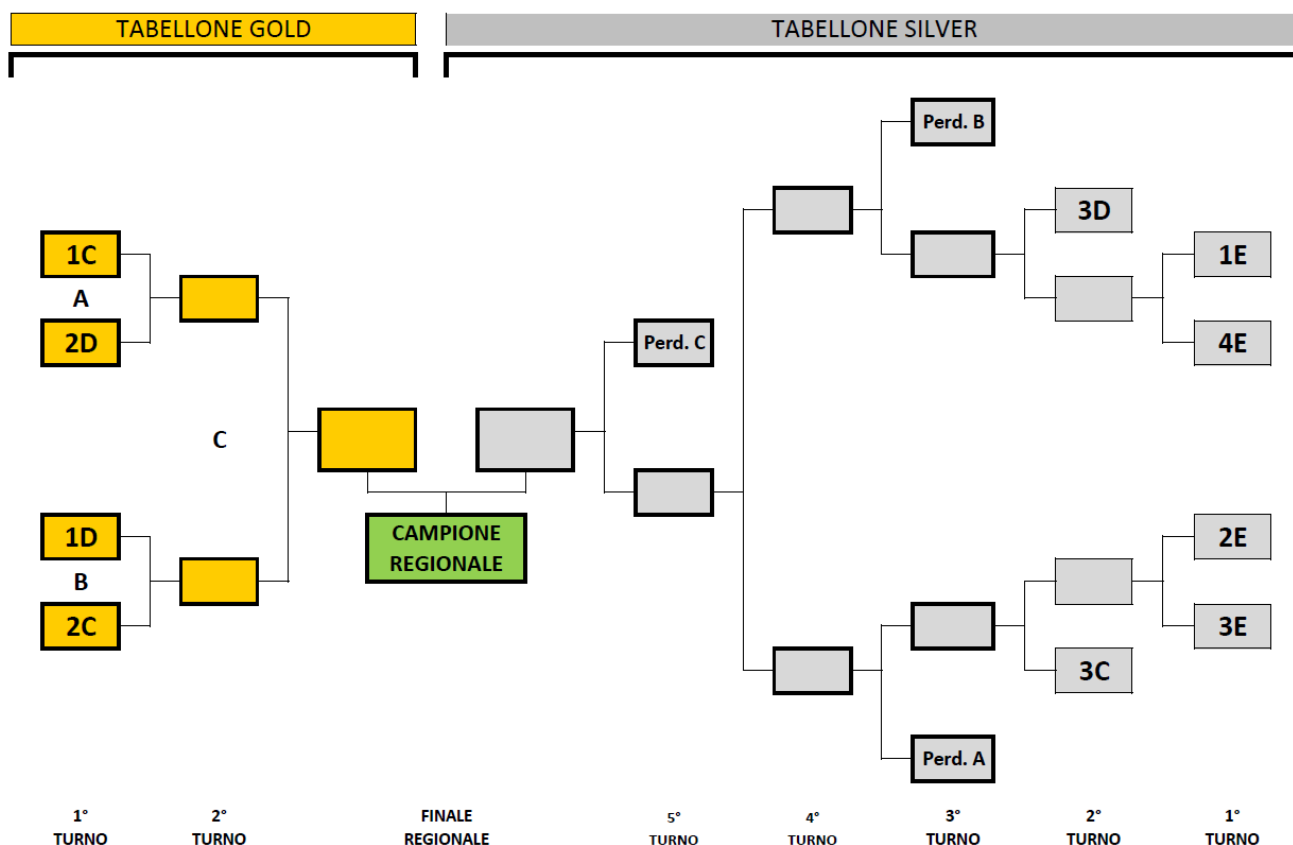 TABELLONE GOLD
TABELLONE SILVER
Perd. B
3D
1C
1E
A
2D
Perd. C
4E
C
1D
CAMPIONE
REGIONALE
2E
B
2C
3E
3C
Perd. A
1°
TURNO
2°
TURNO
FINALE
REGIONALE
5°
TURNO
4°
TURNO
3°
TURNO
2°
TURNO
1°
TURNO